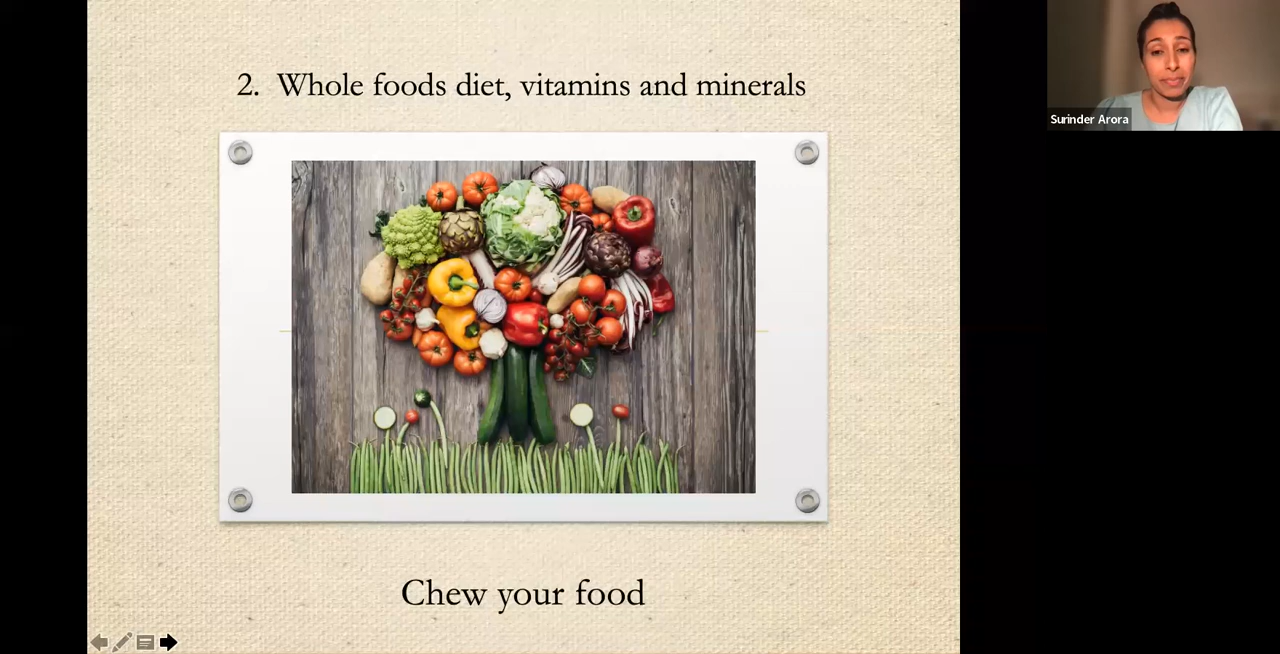 2. Whole foods diet, vitamins and minerals
Surinder Arora
Chew your food